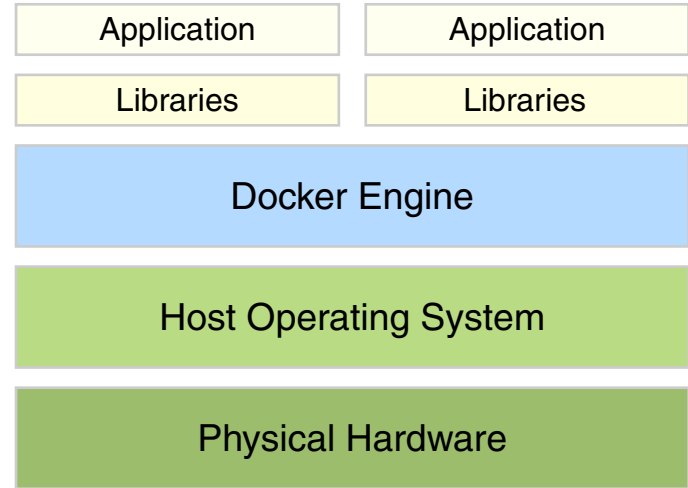 Application
Application
Libraries
Libraries
Docker Engine
Host Operating System
Physical Hardware